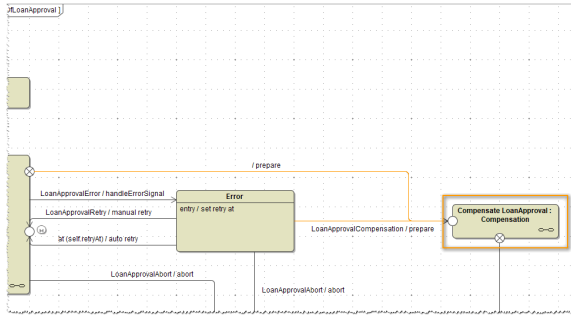 LoanApproval ]
/ prepare
LoanApprovalError / handleErrorSignal
Error
entry / set retry at
LoanApprovalRetry / manual retry
Compensate LoanApproval :
Compensation
LoanApprovalCompensation / prepare
H
at (self.retryAt) / auto retry
LoanApprovalAbort / abort
LoanApprovalAbort / abort